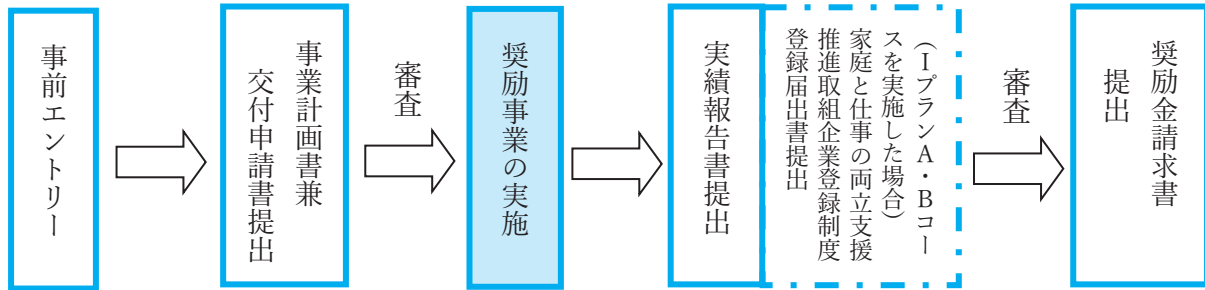 事前エントリー
事業計画書兼
交付申請書提出
審査
奨励事業の実施
実績報告書提出
(ⅠプランA・Bコー
スを実施した場合)
家庭と仕事の両立支援
推進取組企業登録制度
登録届出書提出
審査
奨励金請求書
提出